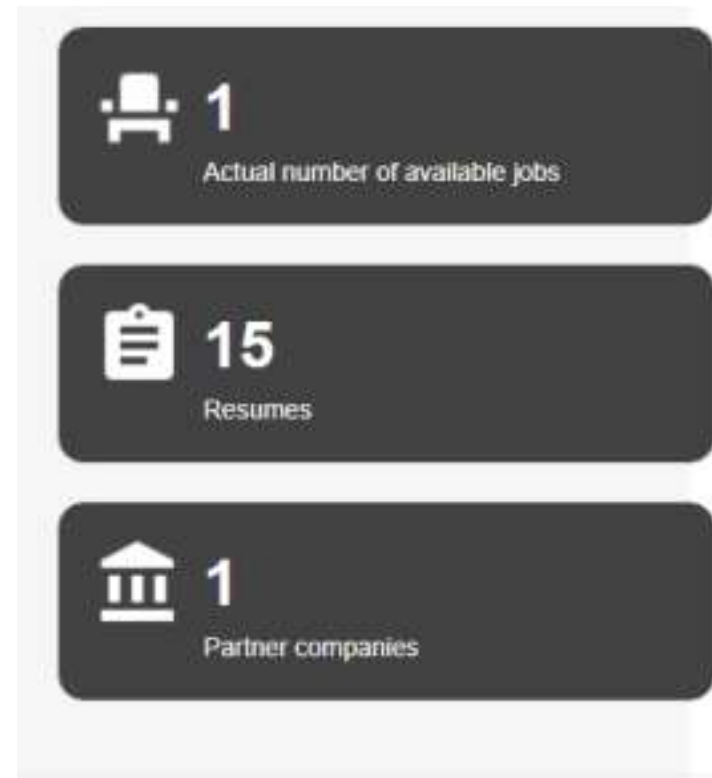 1
Actual number of available jobs
15
Resumes
1
Partner companies